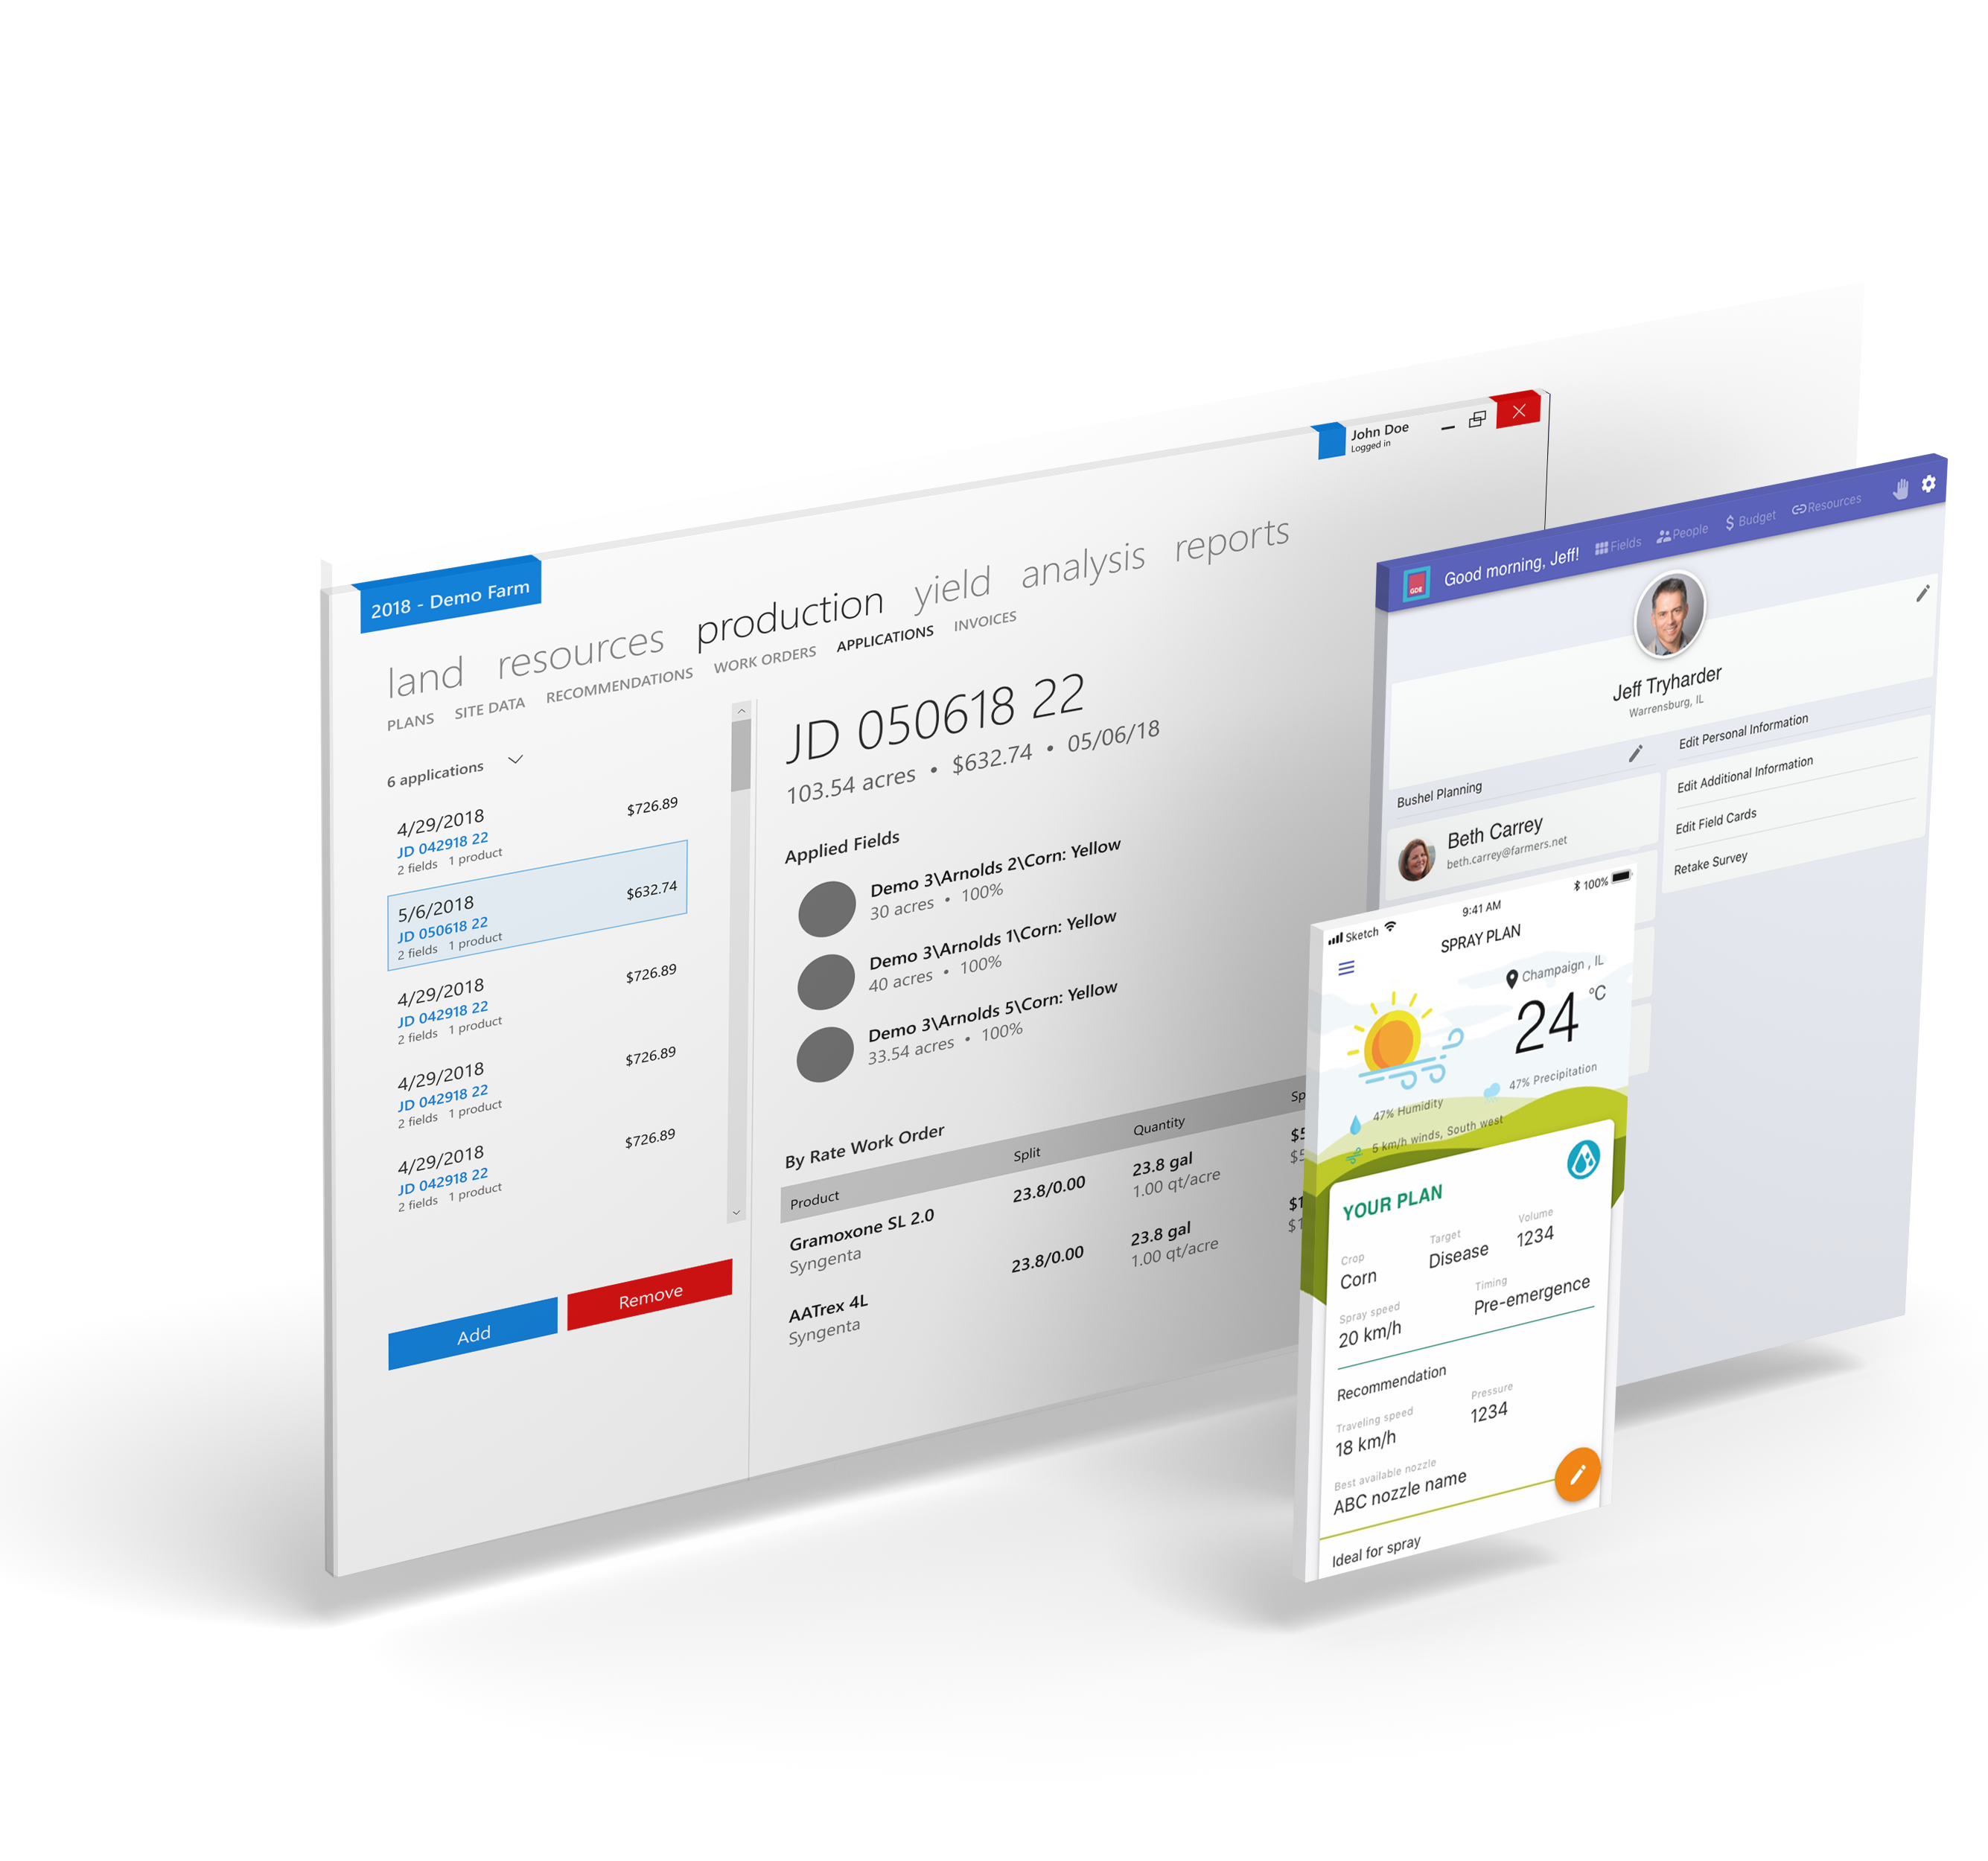 2018 - Demo Farm
John Doe
Logged in
land resources production yield analysis reports
PLANS SITE DATA RECOMMENDATIONS WORK ORDERS APPLICATIONS INVOICES
6 applications
4/29/2018 $726.89
JD 042918 22
2 fields 1 product
5/6/2018 $632.74
JD 050618 22
2 fields 1 product
4/29/2018 $726.89
JD 042918 22
2 fields 1 product
4/29/2018 $726.89
JD 042918 22
2 fields 1 product
4/29/2018 $726.89
JD 042918 22
2 fields 1 product
Add Remove
JD 050618 22
103.54 acres • $632.74 • 05/06/18
Applied Fields
Demo 3\Arnolds 2\Corn: Yellow
30 acres • 100%
Demo 3\Arnolds 1\Corn: Yellow
40 acres • 100%
Demo 3\Arnolds 5\Corn: Yellow
33.54 acres • 100%
By Rate Work Order
Product Split Quantity Sp
Gramoxone SL 2.0 23.8/0.00 23.8 gal $5
Syngenta 1.00 qt/acre $5
AATrex 4L 23.8/0.00 23.8 gal $1
Syngenta 1.00 qt/acre $1
GDE
Good morning, Jeff! Fields People Budget Resources
Jeff Tryharder
Warrensburg, IL
Bushel Planning
Beth Carrey
beth.carrey@farmers.net
Edit Personal Information
Edit Additional Information
Edit Field Cards
Retake Survey
Sketch 9:41 AM 100%
SPRAY PLAN
Champaign , IL
24 °C
47% Humidity 47% Precipitation
5 km/h winds, South west
YOUR PLAN
Crop Target Volume
Corn Disease 1234
Spray speed Timing
20 km/h Pre-emergence
Recommendation
Traveling speed Pressure
18 km/h 1234
Best available nozzle
ABC nozzle name
Ideal for spray